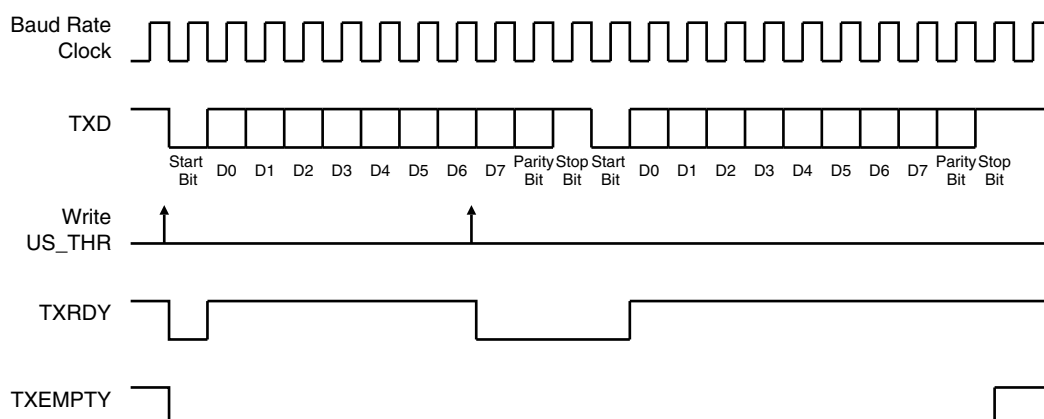 Baud Rate
Clock
TXD
Start
Bit
D0 D1 D2 D3 D4 D5 D6 D7
Parity
Bit
Stop
Bit
Start
Bit
D0 D1 D2 D3 D4 D5 D6 D7
Parity
Bit
Stop
Bit
Write
US_THR
TXRDY
TXEMPTY